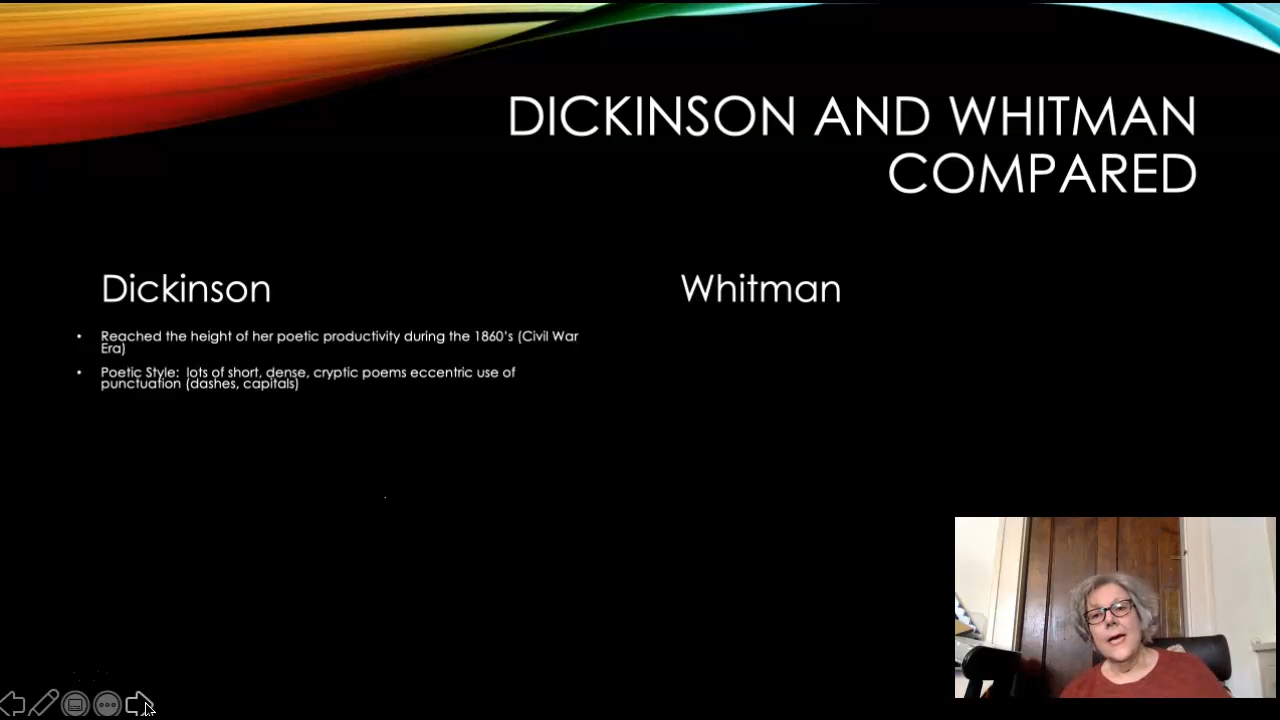 DICKINSON AND WHITMAN
COMPARED
Dickinson
• Reached the height of her poetic productivity during the 1860's (Civil War
Era)
• Poetic Style:  lots of short, dense, cryptic poems eccentric use of
punctuation (dashes, capitals)
Whitman